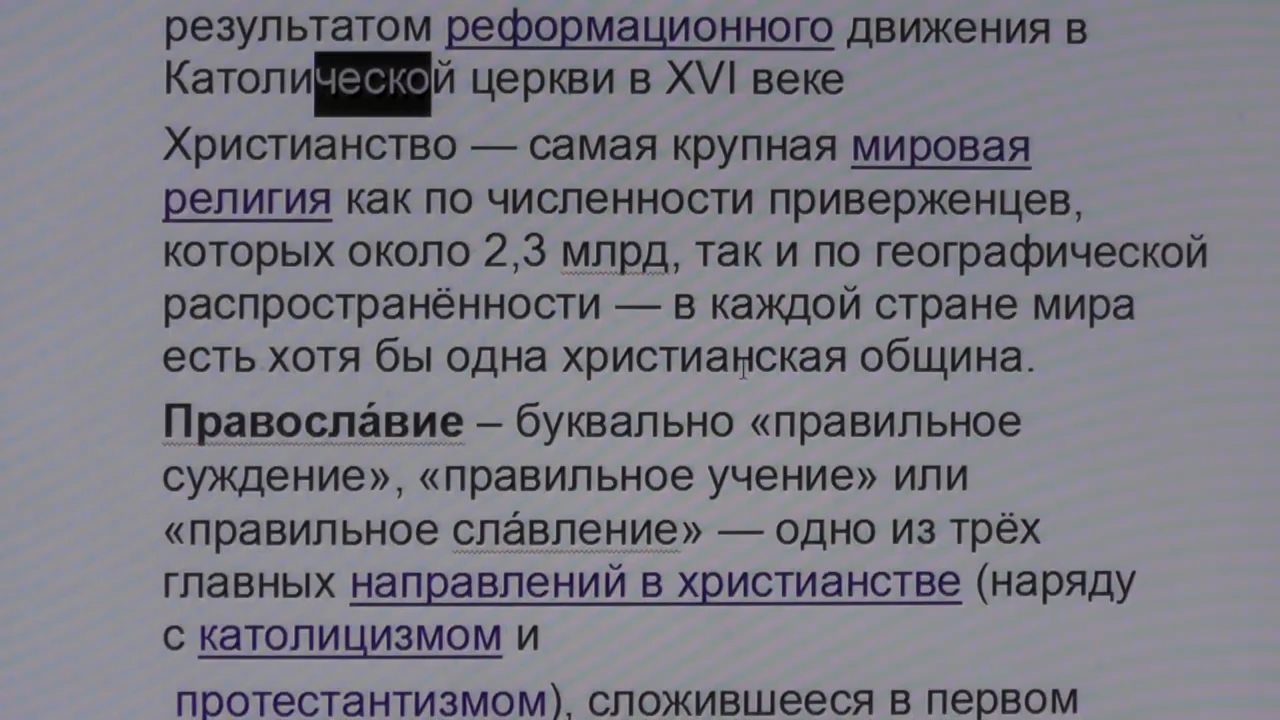 результатом реформационного движения в
Католической церкви в XVI веке
Христианство — самая крупная мировая
религия как по численности приверженцев,
которых около 2,3 млрд, так и по географической
распространённости — в каждой стране мира
есть хотя бы одна христианская община.
Правосла́вие – буквально «правильное
суждение», «правильное учение» или
«правильное сла́вление» — одно из трёх
главных направлений в христианстве (наряду
с католицизмом и
протестантизмом), сложившееся в первом